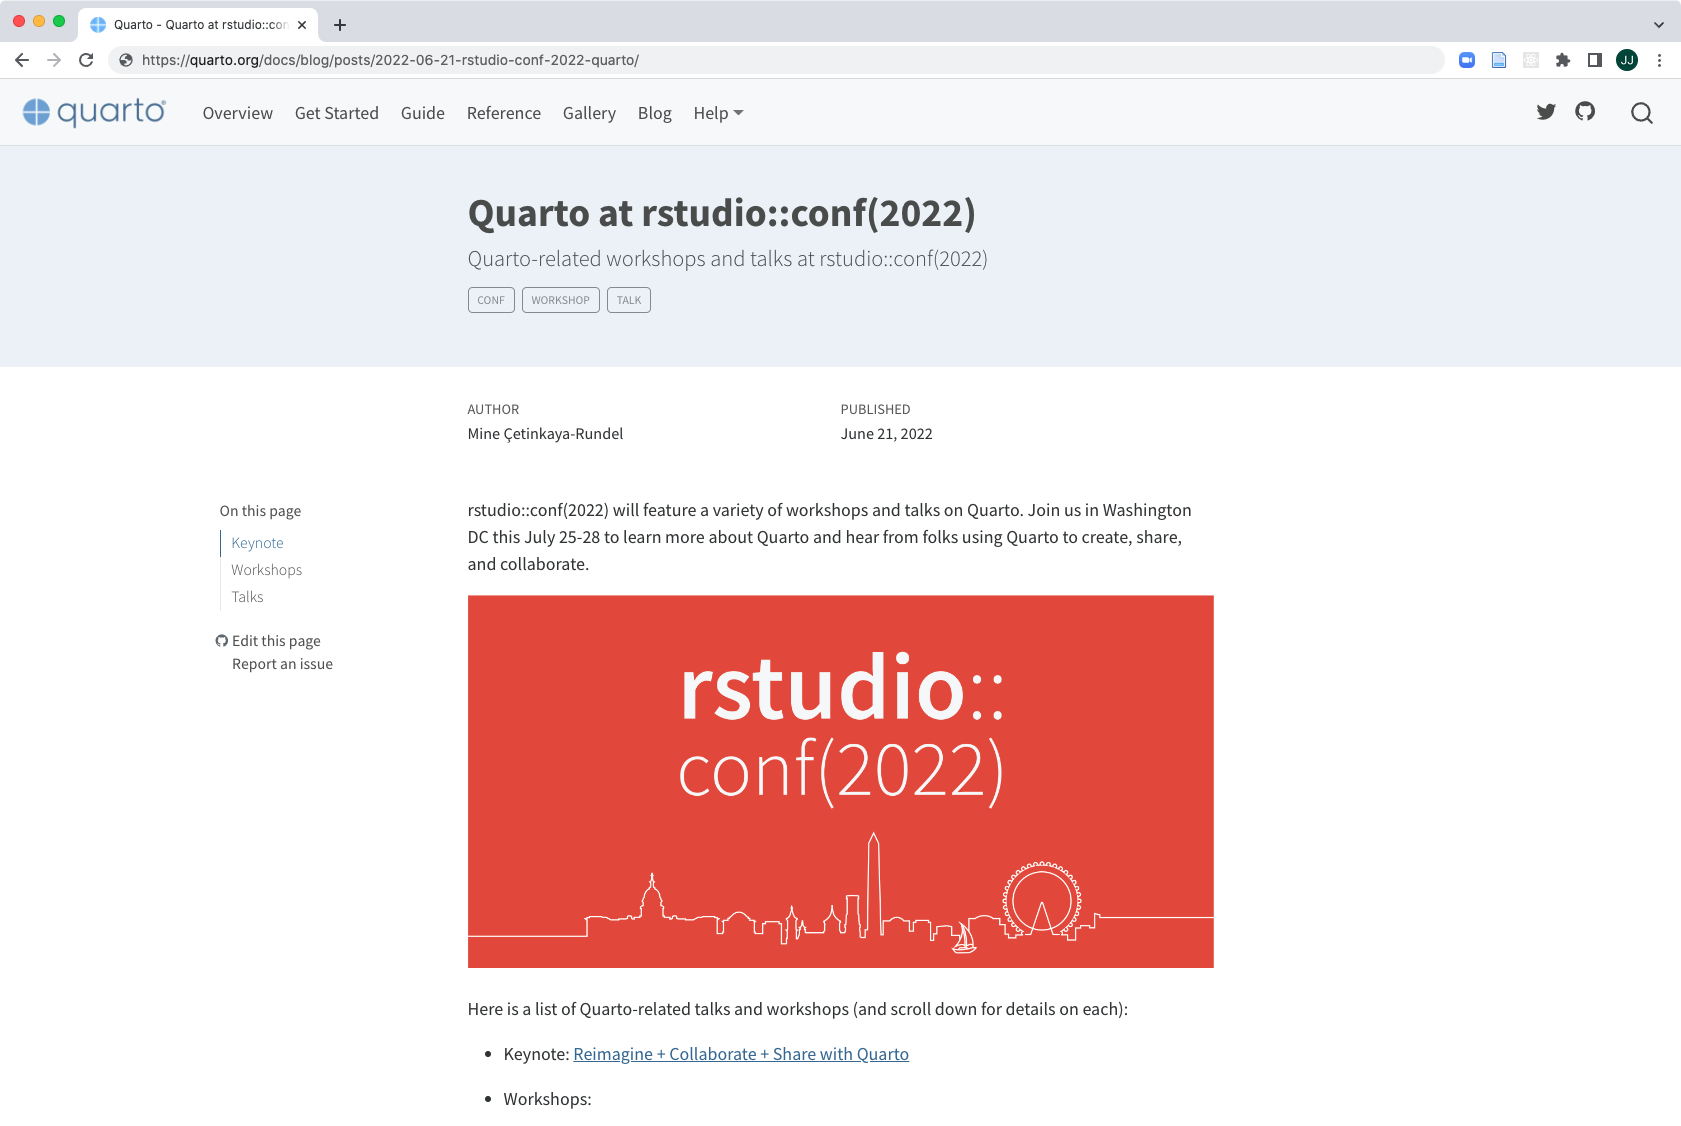 Quarto - Quarto at rstudio::con
https://quarto.org/docs/blog/posts/2022-06-21-rstudio-conf-2022-quarto/
JJ
quarto
Overview Get Started Guide Reference Gallery Blog Help
Quarto at rstudio::conf(2022)
Quarto-related workshops and talks at rstudio::conf(2022)
CONF WORKSHOP TALK
AUTHOR
Mine Çetinkaya-Rundel
PUBLISHED
June 21, 2022
On this page
Keynote
Workshops
Talks
Edit this page
Report an issue
rstudio::conf(2022) will feature a variety of workshops and talks on Quarto. Join us in Washington
DC this July 25-28 to learn more about Quarto and hear from folks using Quarto to create, share,
and collaborate.
rstudio::
conf(2022)
Here is a list of Quarto-related talks and workshops (and scroll down for details on each):
• Keynote: Reimagine + Collaborate + Share with Quarto
• Workshops: